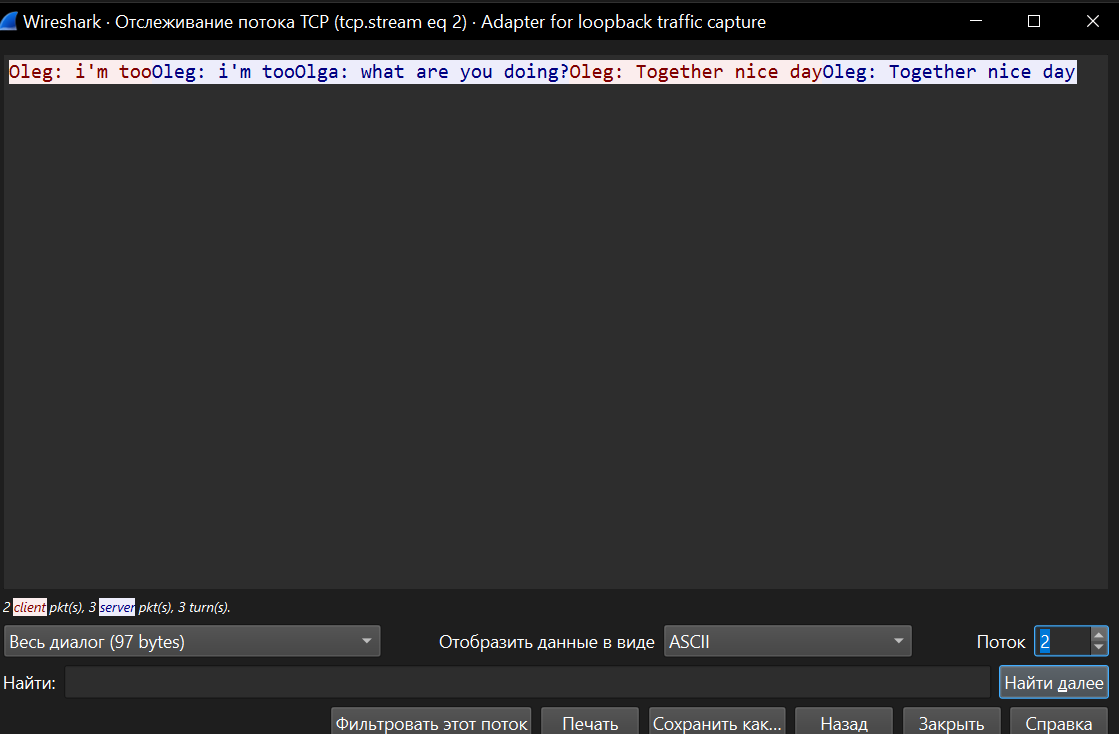 Wireshark · Отслеживание потока TCP (tcp.stream eq 2) · Adapter for loopback traffic capture
Oleg: i'm tooOleg: i'm tooOlga: what are you doing?Oleg: Together nice dayOleg: Together nice day
2 client pkt(s), 3 server pkt(s), 3 turn(s).
Весь диалог (97 bytes) Отобразить данные в виде ASCII Поток 2
Найти: Найти далее
Фильтровать этот поток Печать Сохранить как... Назад Закрыть Справка